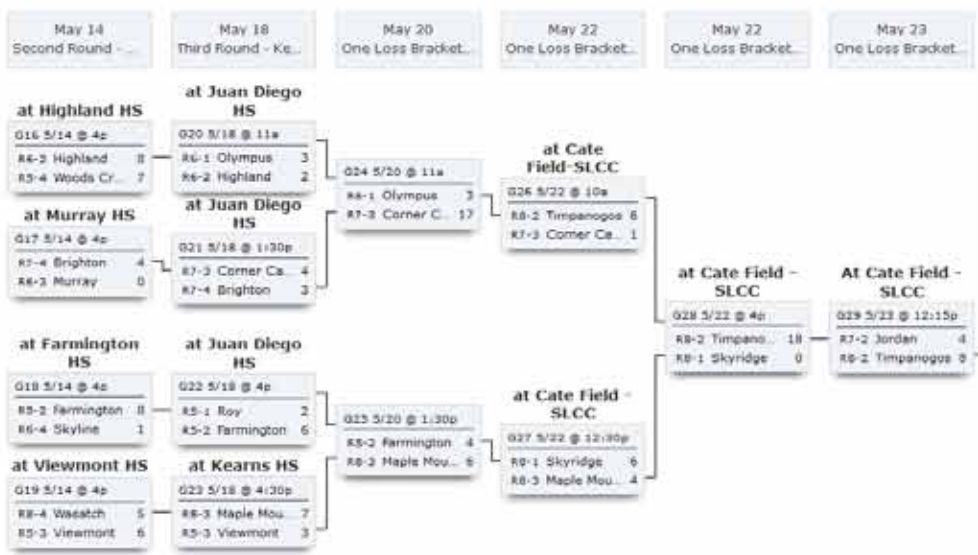 May 14
Second Round - ...
May 18
Third Round - Ke...
May 20
One Loss Bracket...
May 22
One Loss Bracket...
May 22
One Loss Bracket...
May 23
One Loss Bracket...
at Highland HS
G16 5/14 @ 4p
R6-2 Highland 8
R5-4 Woods Cr... 7
at Murray HS
G17 5/14 @ 4p
R7-4 Brighton 4
R6-3 Murray 0
at Farmington
HS
G18 5/14 @ 4p
R5-2 Farmington 8
R6-4 Skyline 1
at Viewmont HS
G19 5/14 @ 4p
R8-4 Wasatch 5
R5-3 Viewmont 6
at Juan Diego
HS
G20 5/18 @ 11a
R6-1 Olympus 3
R6-2 Highland 2
at Juan Diego
HS
G21 5/18 @ 1:30p
R7-3 Corner Ca... 4
R7-4 Brighton 3
at Juan Diego
HS
G22 5/18 @ 4p
R5-1 Roy 2
R5-2 Farmington 6
at Kearns HS
G23 5/18 @ 4:30p
R8-3 Maple Mou... 7
R5-3 Viewmont 3
G24 5/20 @ 11a
R6-1 Olympus 3
R7-3 Corner C... 17
G25 5/20 @ 1:30p
R5-2 Farmington 4
R8-3 Maple Mou... 6
at Cate
Field-SLCC
G26 5/22 @ 10a
R8-2 Timpanogos 6
R7-3 Corner Ca... 1
at Cate Field -
SLCC
G27 5/22 @ 12:30p
R8-1 Skyridge 6
R8-3 Maple Mou... 4
at Cate Field -
SLCC
G28 5/22 @ 4p
R8-2 Timpano... 18
R8-1 Skyridge 0
At Cate Field -
SLCC
G29 5/23 @ 12:15p
R7-2 Jordan 4
R8-2 Timpanogos